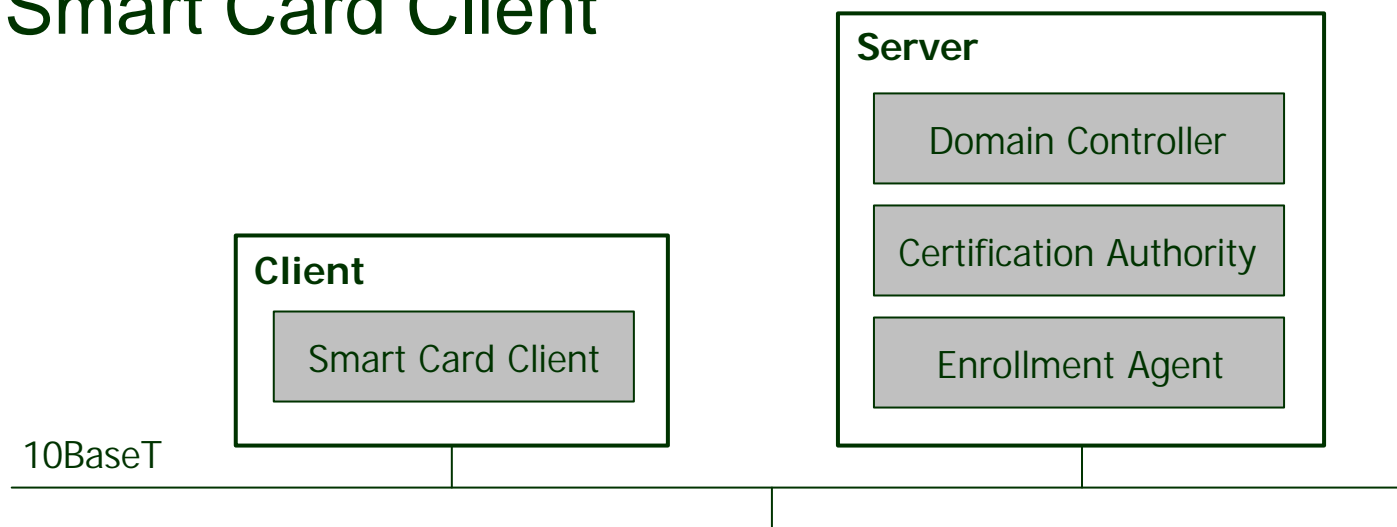 Smart Card Client
Server
Domain Controller
Certification Authority
Enrollment Agent
Client
Smart Card Client
10BaseT